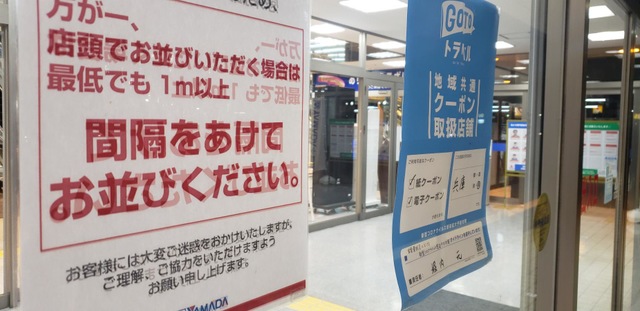 万が一、
店頭でお並びいただく場合は
最低でも1m以上
間隔をあけて
お並びください。
お客様には大変ご迷惑をおかけいたしますが、
ご理解、ご協力をいただけますよう
お願い申し上げます。
YAMADA
GoTo
トラベル
地域共通
クーポン
取扱店舗
紙クーポン
電子クーポン
兵庫